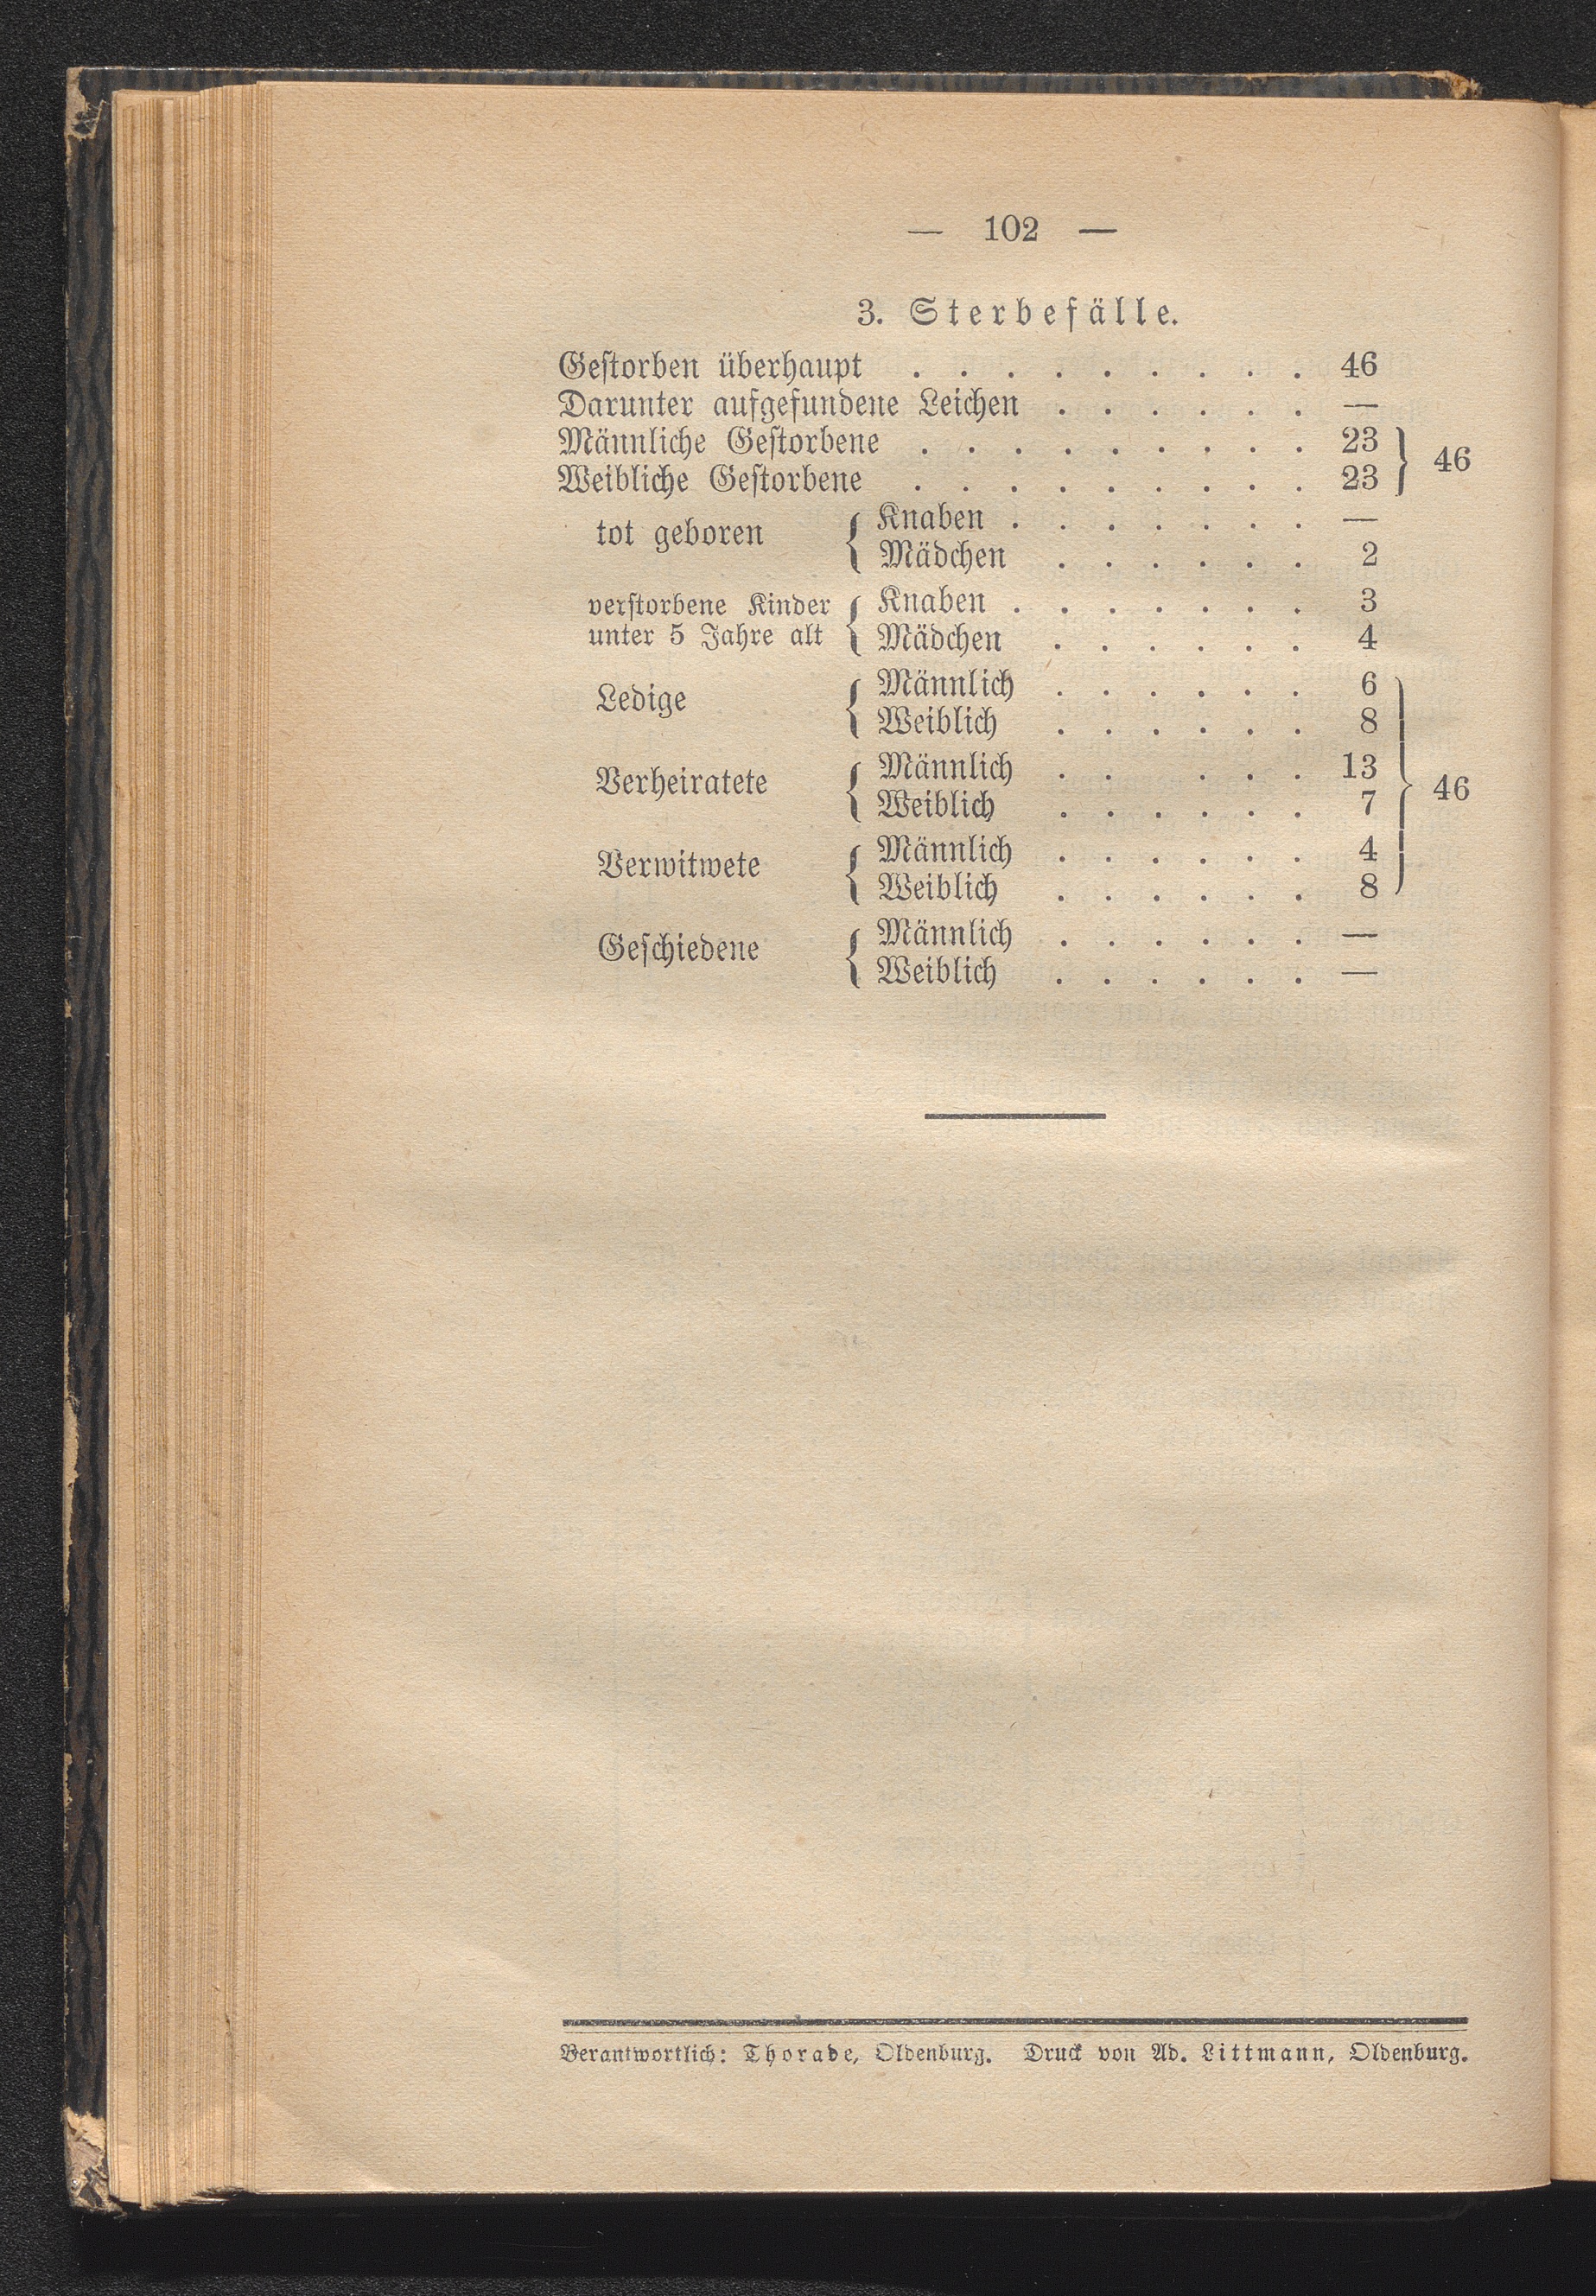 — 102 —
3. Sterbefälle.
Gestorben überhaupt . . . . . . . . . 46
Darunter aufgefundene Leichen . . . . . . —
Männliche Gestorbene . . . . . . . . . 23 } 46
Weibliche Gestorbene . . . . . . . . . 23
tot geboren { Knaben . . . . . . . —
Mädchen . . . . . . 2
verstorbene Kinder unter 5 Jahre alt { Knaben . . . . . . . 3
Mädchen . . . . . . 4
Ledige { Männlich . . . . . . 6
Weiblich . . . . . . 8
Verheiratete { Männlich . . . . . 13 } 46
Weiblich . . . . . . 7
Verwitwete { Männlich . . . . . . 4
Weiblich . . . . . . 8
Geschiedene { Männlich . . . . . . —
Weiblich . . . . . . —
Verantwortlich: Thorade, Oldenburg. Druck von Ad. Littmann, Oldenburg.